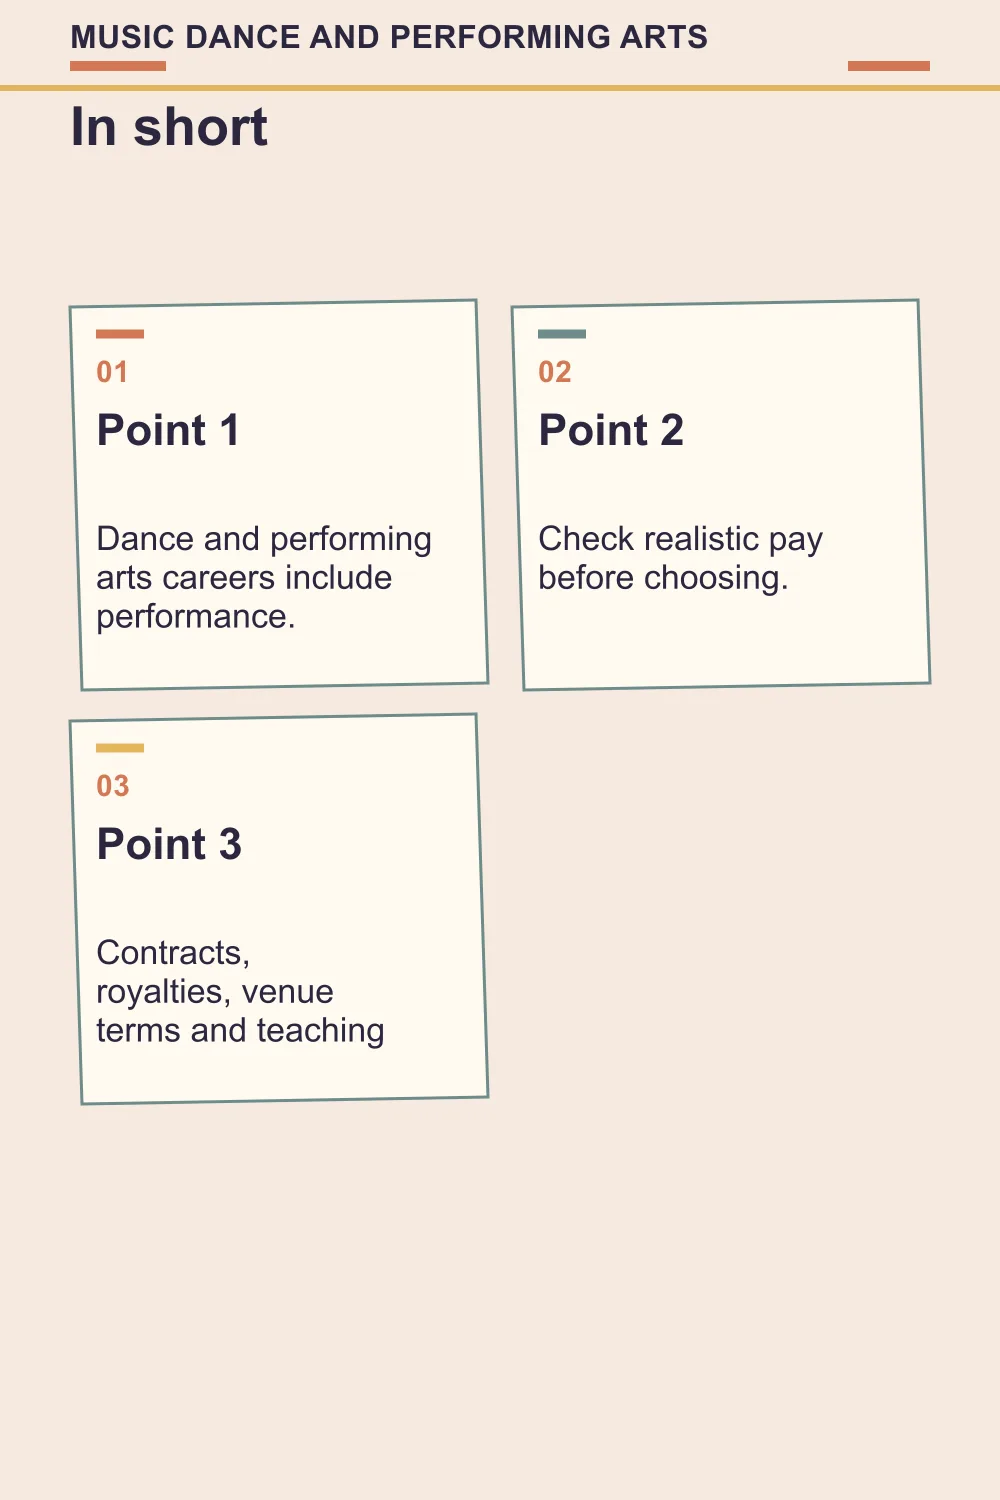 MUSIC DANCE AND PERFORMING ARTS
In short
01
Point 1
Dance and performing
arts careers include
performance.
02
Point 2
Check realistic pay
before choosing.
03
Point 3
Contracts,
royalties, venue
terms and teaching